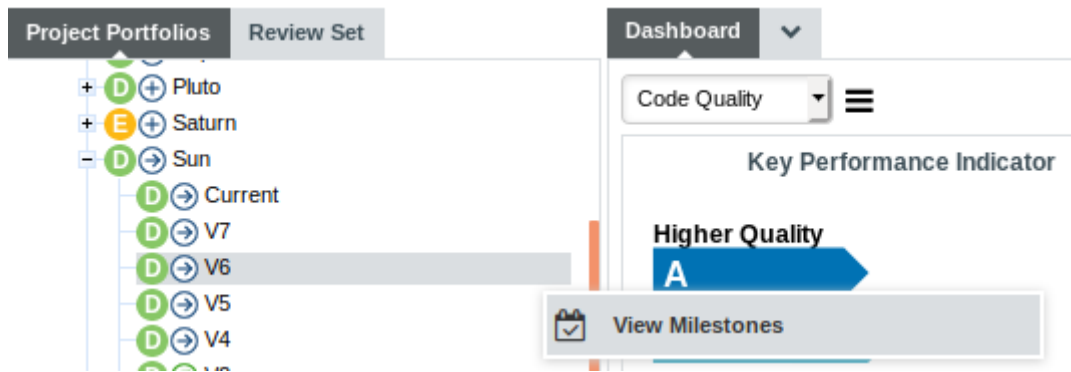 Project Portfolios
Review Set
D Pluto
E Saturn
D Sun
D Current
D V7
D V6
D V5
D V4
D
Dashboard
Code Quality
Key Performance Indicator
Higher Quality
A
View Milestones